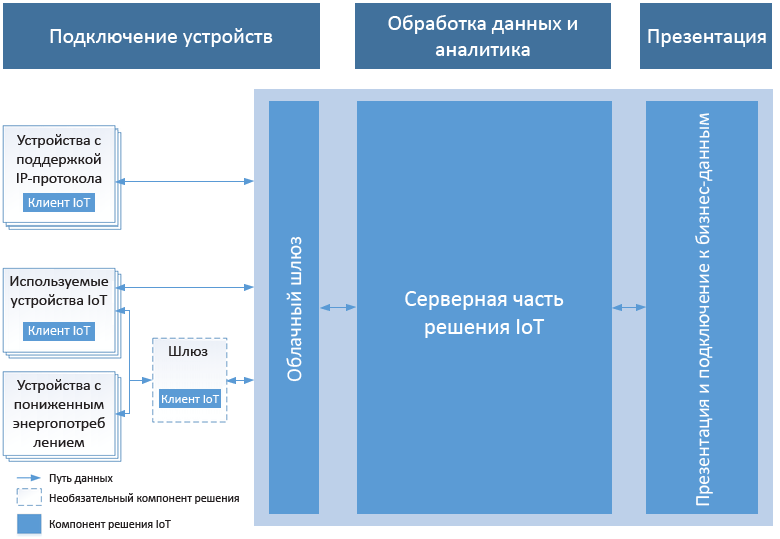 Подключение устройств
Обработка данных и
аналитика
Презентация
Устройства с
поддержкой
IP-протокола
Клиент IoT
Используемые
устройства IoT
Клиент IoT
Устройства с
пониженным
энергопотреб
лением
Шлюз
Клиент IoT
Облачный шлюз
Серверная часть
решения IoT
Презентация и подключение к бизнес-данным
Путь данных
Необязательный компонент решения
Компонент решения IoT